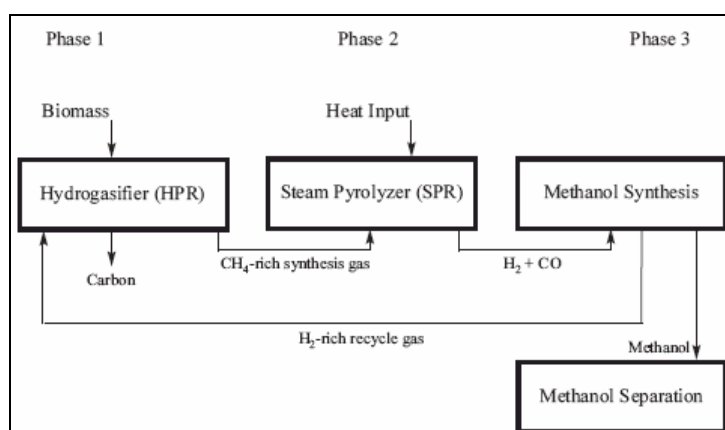 Phase 1 Phase 2 Phase 3
Biomass Heat Input
Hydrogasifier (HPR) Steam Pyrolyzer (SPR) Methanol Synthesis
Carbon
CH₄-rich synthesis gas
H₂ + CO
H₂-rich recycle gas
Methanol
Methanol Separation